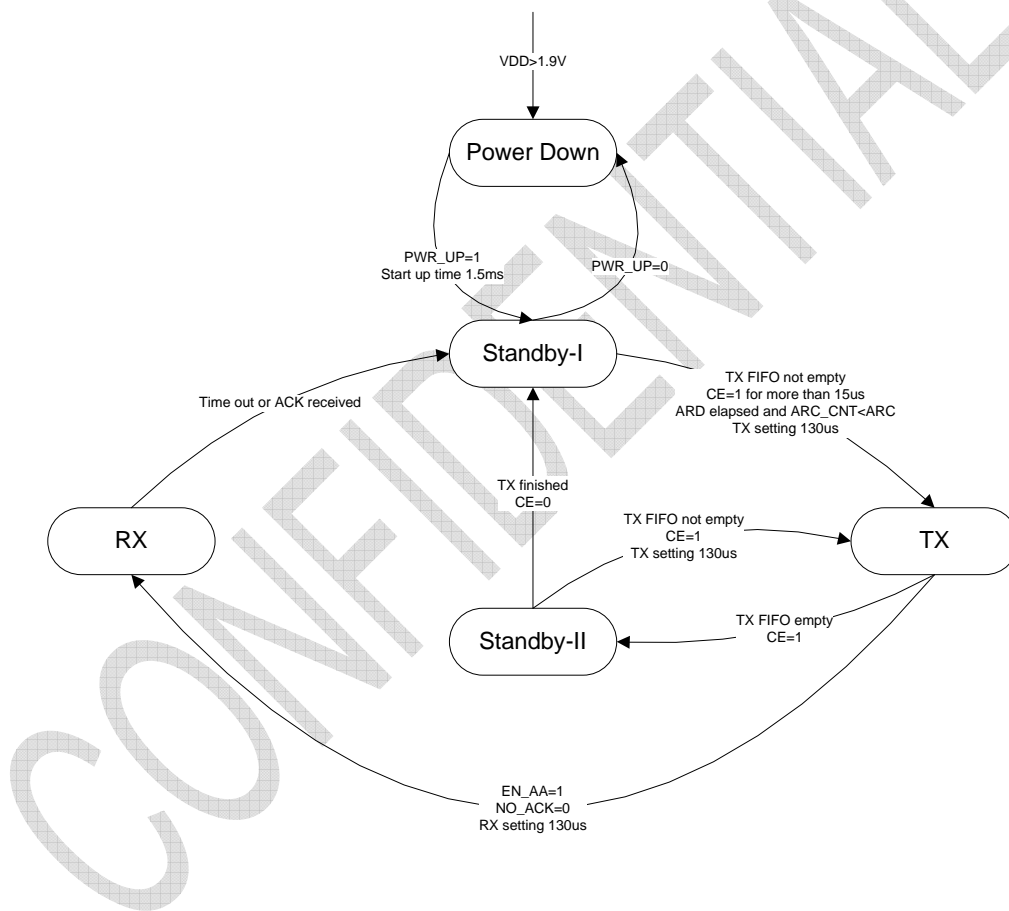 VDD>1.9V
Power Down
PWR_UP=1
Start up time 1.5ms
PWR_UP=0
Standby-I
TX FIFO not empty
CE=1 for more than 15us
ARD elapsed and ARC_CNT<ARC
TX setting 130us
Time out or ACK received
TX finished
CE=0
RX
TX FIFO not empty
CE=1
TX setting 130us
TX
Standby-II
TX FIFO empty
CE=1
EN_AA=1
NO_ACK=0
RX setting 130us
CONFIDENTIAL